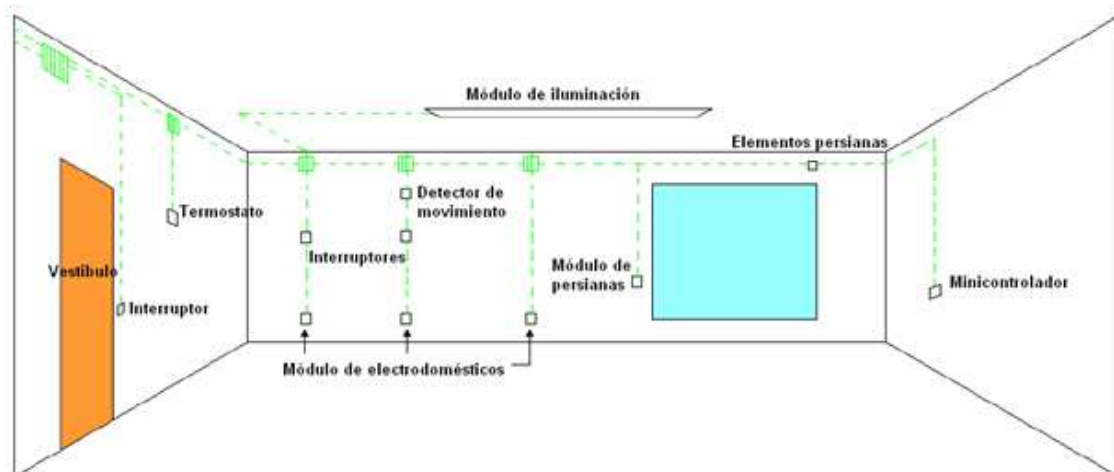 Módulo de iluminación
Elementos persianas
Detector de
movimiento
Termostato
Interruptores
Vestíbulo
Módulo de
persianas
Minicontrolador
Interruptor
Módulo de electrodomésticos